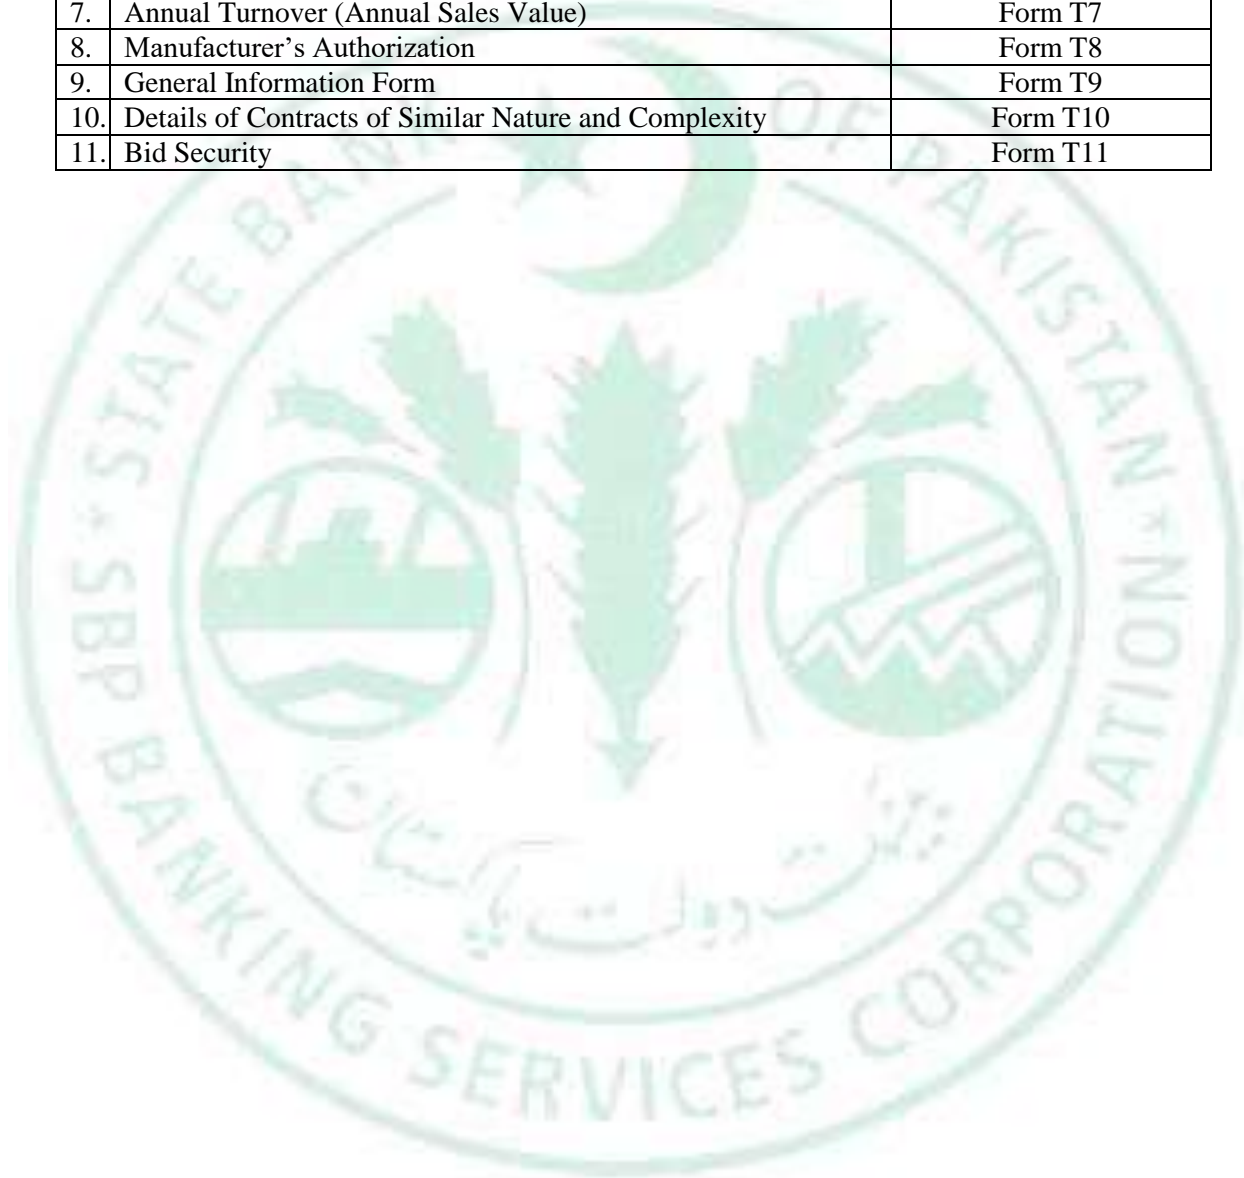 7. Annual Turnover (Annual Sales Value) Form T7
8. Manufacturer’s Authorization Form T8
9. General Information Form Form T9
10. Details of Contracts of Similar Nature and Complexity Form T10
11. Bid Security Form T11
STATE BANK OF PAKISTAN
SBP BANKING SERVICES CORPORATION